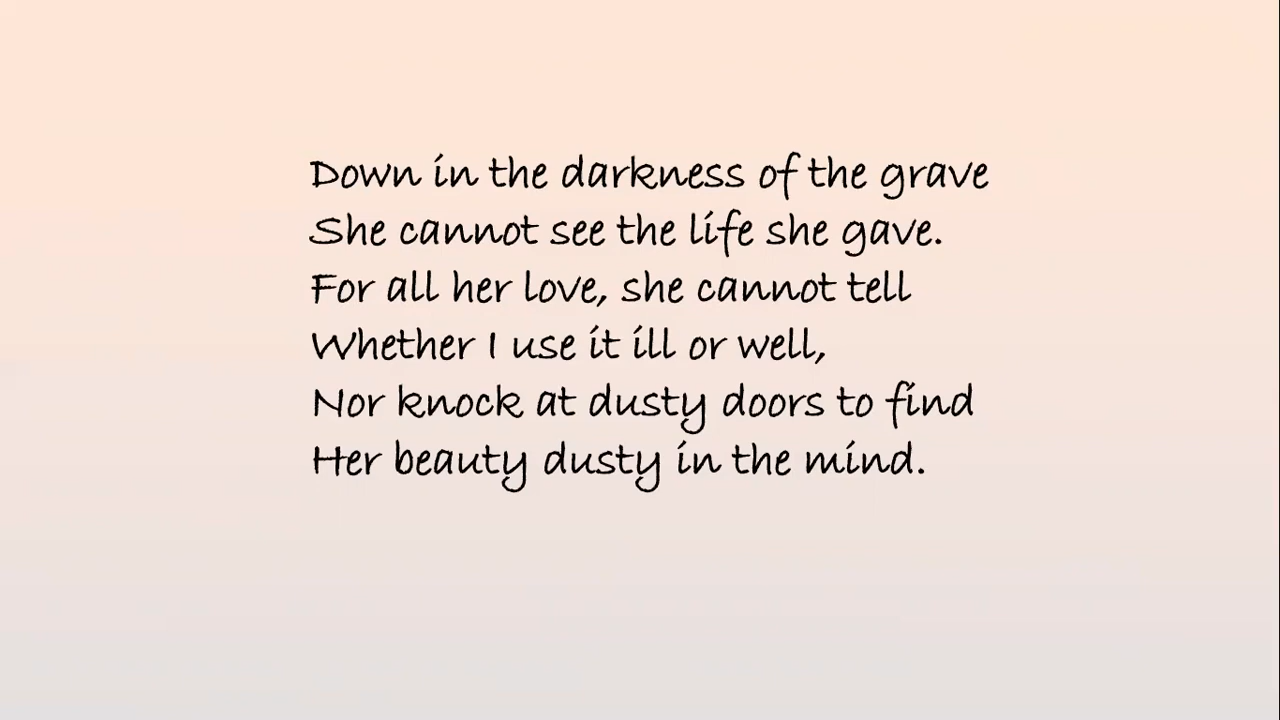 Down in the darkness of the grave
She cannot see the life she gave.
For all her love, she cannot tell
Whether I use it ill or well,
Nor knock at dusty doors to find
Her beauty dusty in the mind.